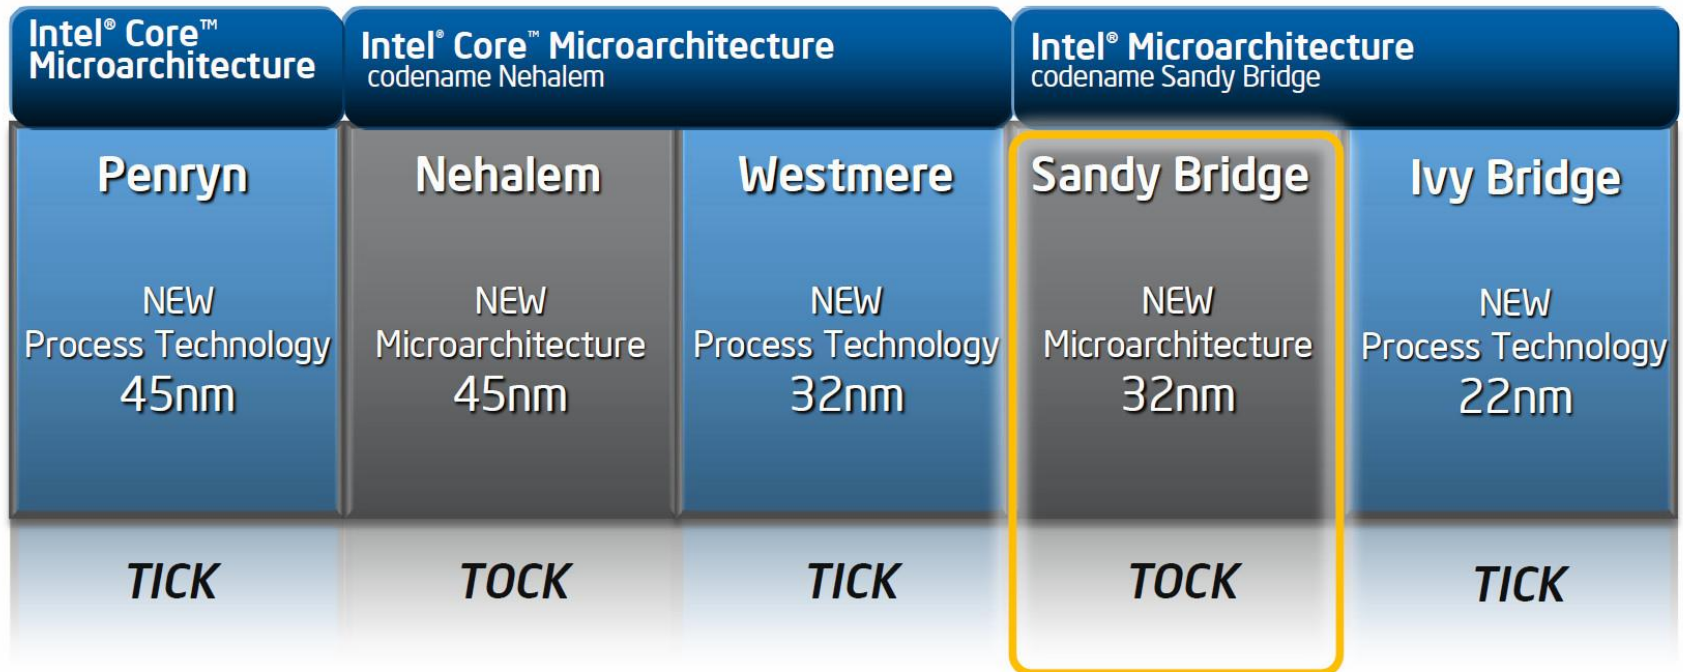 Intel® Core™
Microarchitecture
Intel® Core™ Microarchitecture
codename Nehalem
Intel® Microarchitecture
codename Sandy Bridge
Penryn
NEW
Process Technology
45nm
TICK
Nehalem
NEW
Microarchitecture
45nm
TOCK
Westmere
NEW
Process Technology
32nm
TICK
Sandy Bridge
NEW
Microarchitecture
32nm
TOCK
Ivy Bridge
NEW
Process Technology
22nm
TICK